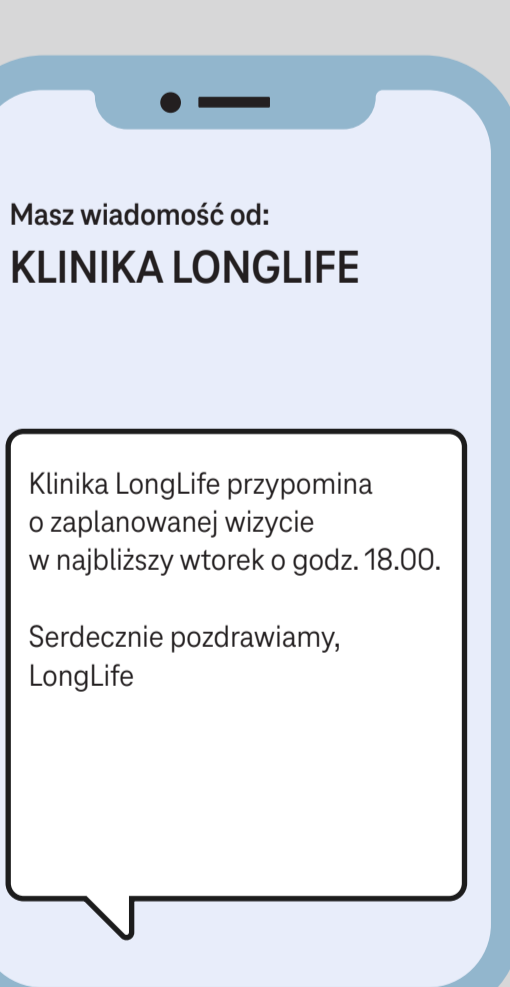 Masz wiadomość od:
KLINIKA LONGLIFE
Klinika LongLife przypomina
o zaplanowanej wizycie
w najbliższy wtorek o godz. 18.00.
Serdecznie pozdrawiamy,
LongLife